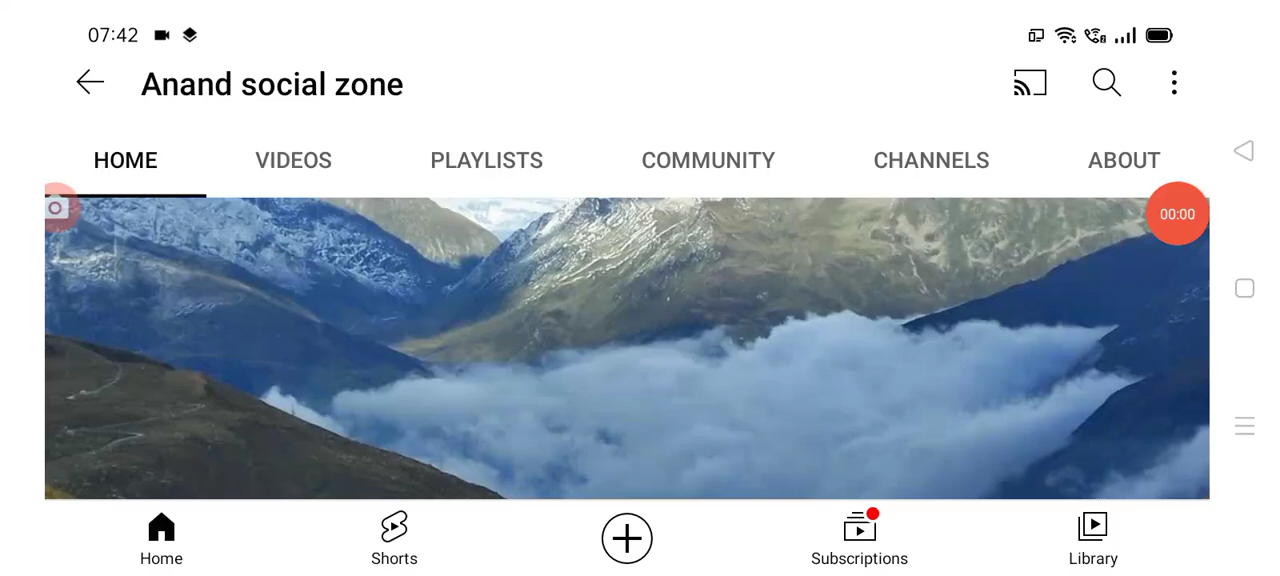 07:42
Anand social zone
HOME VIDEOS PLAYLISTS COMMUNITY CHANNELS ABOUT
00:00
Home Shorts Subscriptions Library